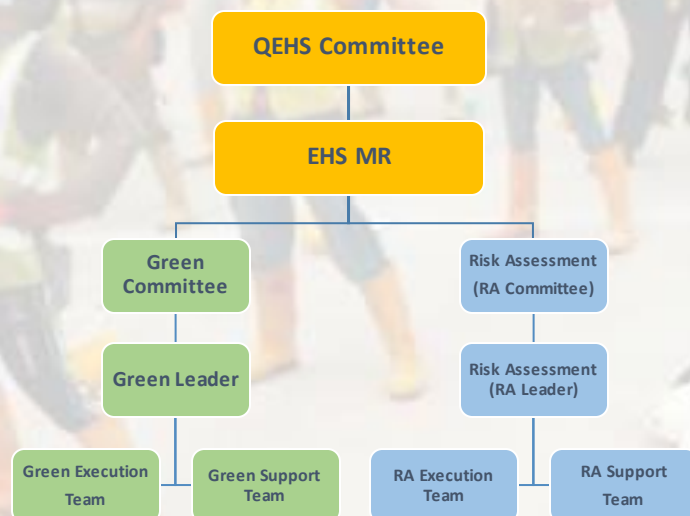 QEHS Committee
EHS MR
Green
Committee
Risk Assessment
(RA Committee)
Green Leader
Risk Assessment
(RA Leader)
Green Execution
Team
Green Support
Team
RA Execution
Team
RA Support
Team